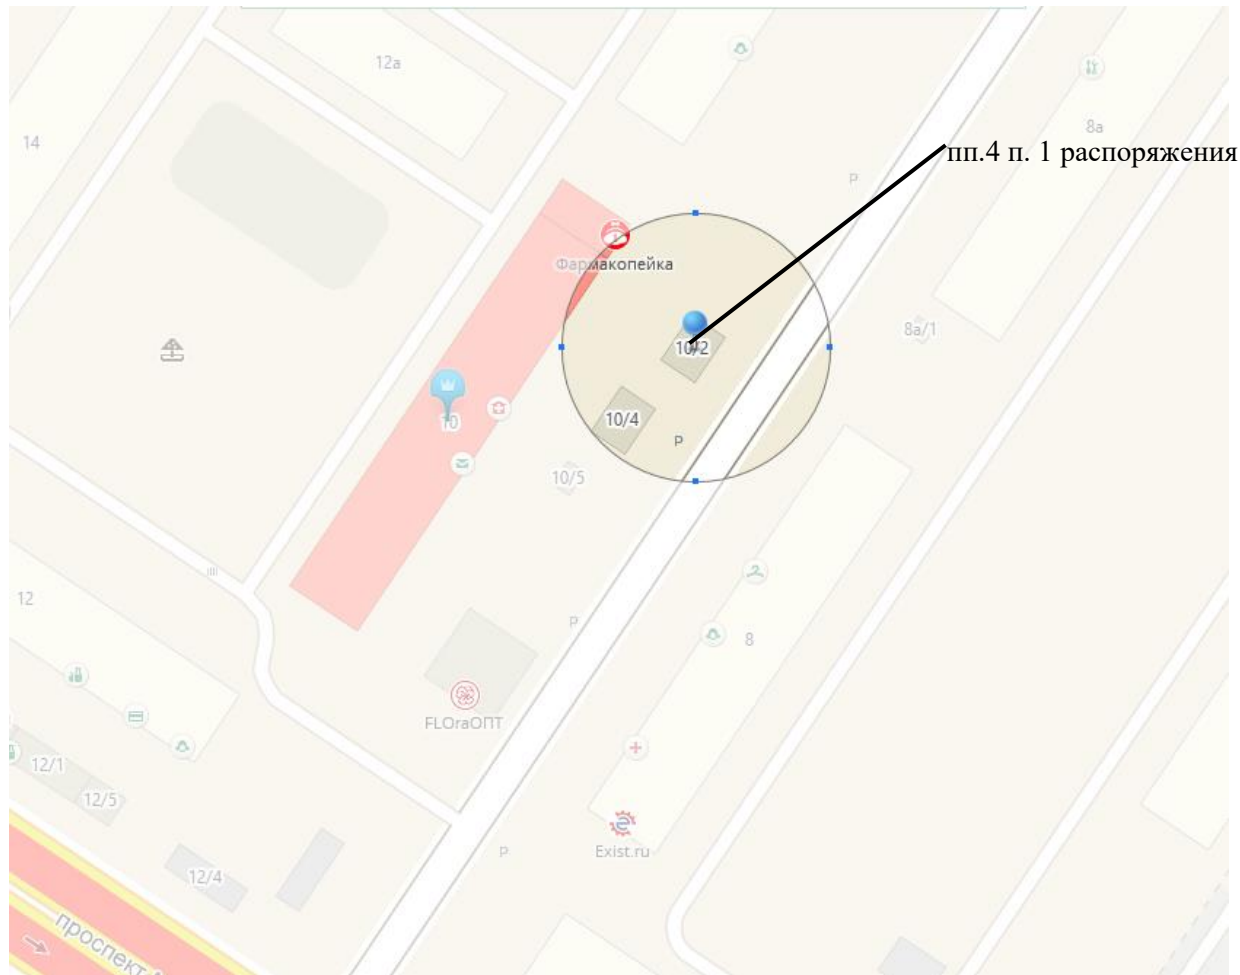 12а
14
8а
пп.4 п. 1 распоряжения
Р
Фармакопейка
8а/1
10/2
10
10/4
Р
10/5
12
Р
8
FLOraОПТ
12/1
12/5
Exist.ru
Р
12/4
проспект